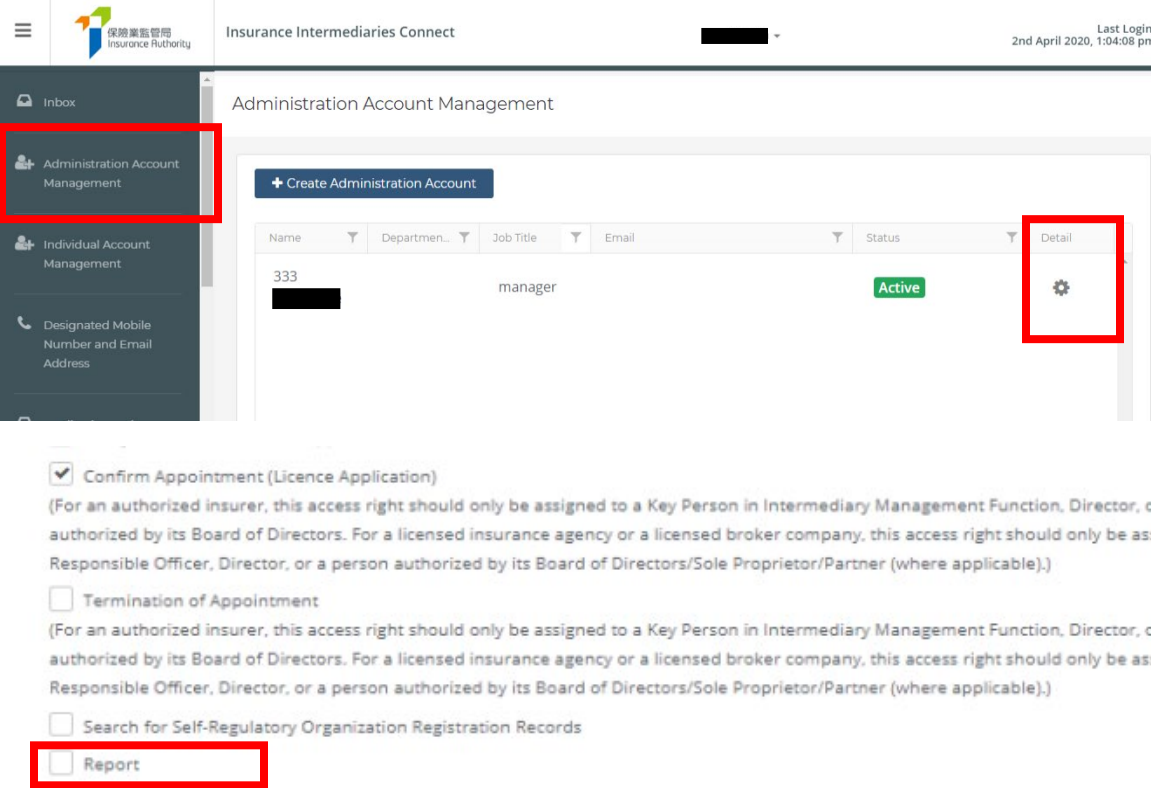 保險業監管局
Insurance Authority
Insurance Intermediaries Connect
Last Login
2nd April 2020, 1:04:08 pm
Inbox
Administration Account
Management
Individual Account
Management
Designated Mobile
Number and Email
Address
Administration Account Management
+ Create Administration Account
Name Departmen... Job Title Email Status Detail
333
manager
Active
Confirm Appointment (Licence Application)
(For an authorized insurer, this access right should only be assigned to a Key Person in Intermediary Management Function, Director,
authorized by its Board of Directors. For a licensed insurance agency or a licensed broker company, this access right should only be
Responsible Officer, Director, or a person authorized by its Board of Directors/Sole Proprietor/Partner (where applicable).)
Termination of Appointment
(For an authorized insurer, this access right should only be assigned to a Key Person in Intermediary Management Function, Director,
authorized by its Board of Directors. For a licensed insurance agency or a licensed broker company, this access right should only be
Responsible Officer, Director, or a person authorized by its Board of Directors/Sole Proprietor/Partner (where applicable).)
Search for Self-Regulatory Organization Registration Records
Report